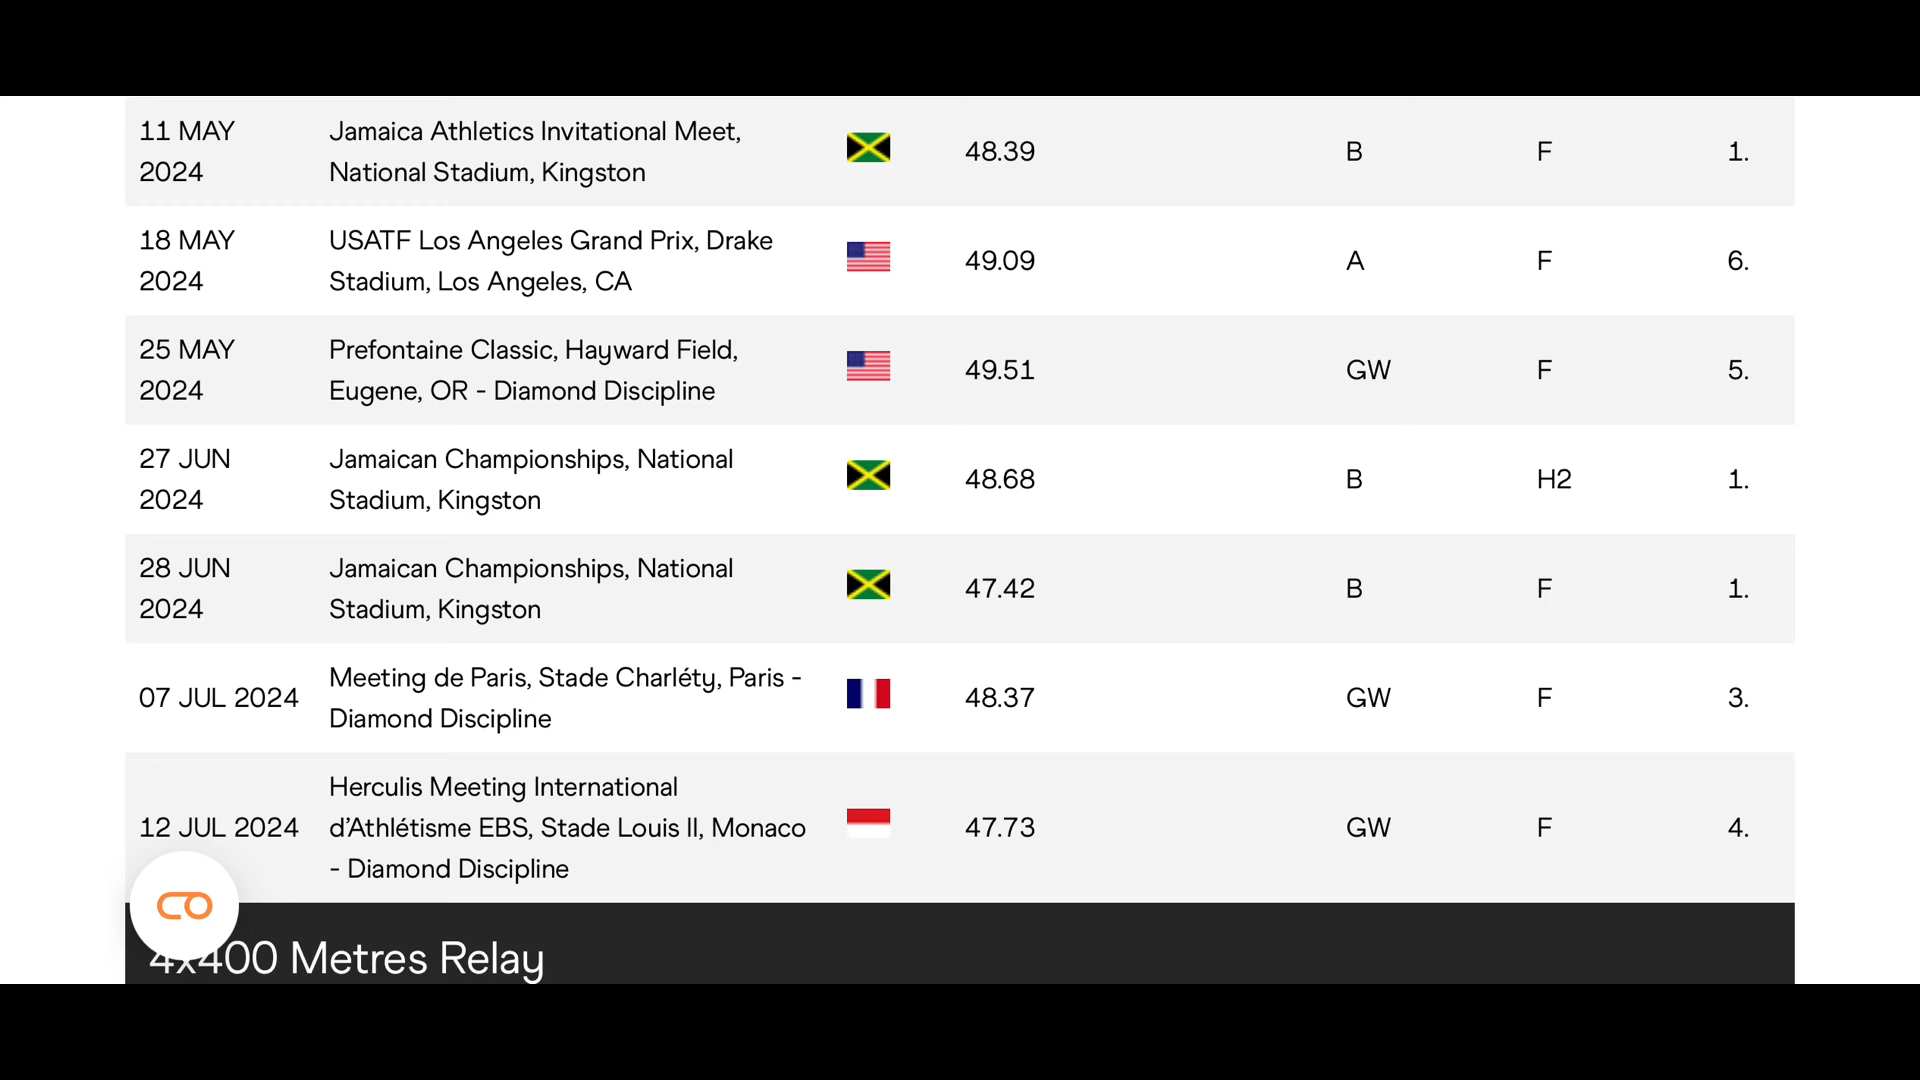 11 MAY
2024
Jamaica Athletics Invitational Meet,
National Stadium, Kingston
48.39
B
F
1.
18 MAY
2024
USATF Los Angeles Grand Prix, Drake
Stadium, Los Angeles, CA
49.09
A
F
6.
25 MAY
2024
Prefontaine Classic, Hayward Field,
Eugene, OR - Diamond Discipline
49.51
GW
F
5.
27 JUN
2024
Jamaican Championships, National
Stadium, Kingston
48.68
B
H2
1.
28 JUN
2024
Jamaican Championships, National
Stadium, Kingston
47.42
B
F
1.
07 JUL 2024
Meeting de Paris, Stade Charléty, Paris -
Diamond Discipline
48.37
GW
F
3.
12 JUL 2024
Herculis Meeting International
d’Athlétisme EBS, Stade Louis II, Monaco
- Diamond Discipline
47.73
GW
F
4.
4x400 Metres Relay